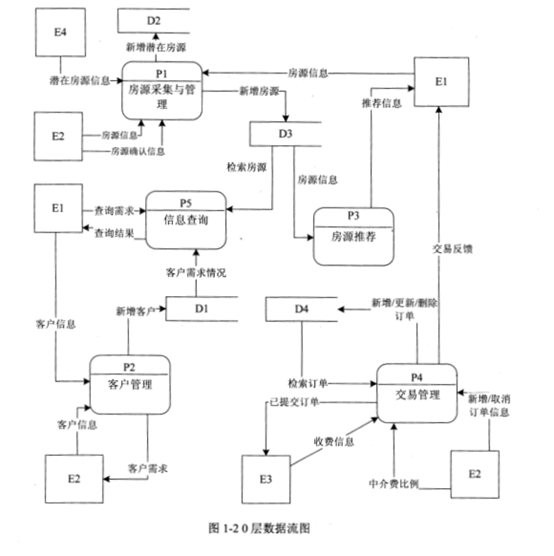 E4
D2
新增潜在房源
潜在房源信息
P1
房源采集与管
理
房源信息
E1
新增房源
推荐信息
E2
房源信息
房源确认信息
D3
检索房源
房源信息
E1
查询需求
查询结果
P5
信息查询
P3
房源推荐
交易反馈
客户需求情况
客户信息
新增客户
D1
D4
新增/更新/删除
订单
P2
客户管理
检索订单
已提交订单
P4
交易管理
新增/取消
订单信息
客户信息
收费信息
E2
客户需求
E3
中介费比例
E2
图 1-2 0 层数据流图